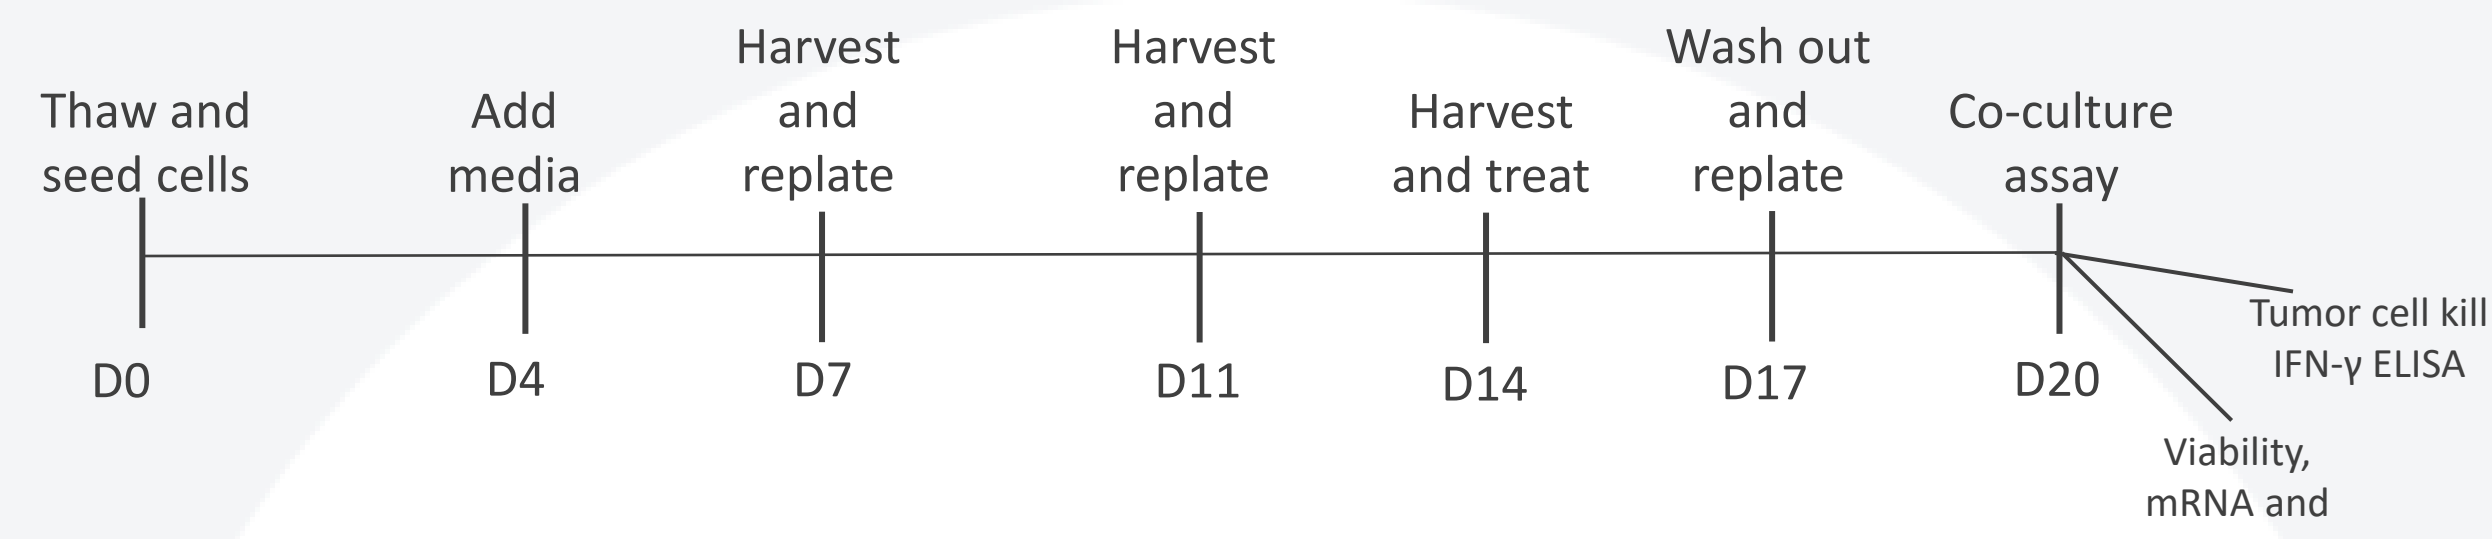 Thaw and
seed cells
Add
media
Harvest
and
replate
Harvest
and
replate
Harvest
and treat
Wash out
and
replate
Co-culture
assay
D0
D4
D7
D11
D14
D17
D20
Tumor cell kill
IFN-γ ELISA
Viability,
mRNA and